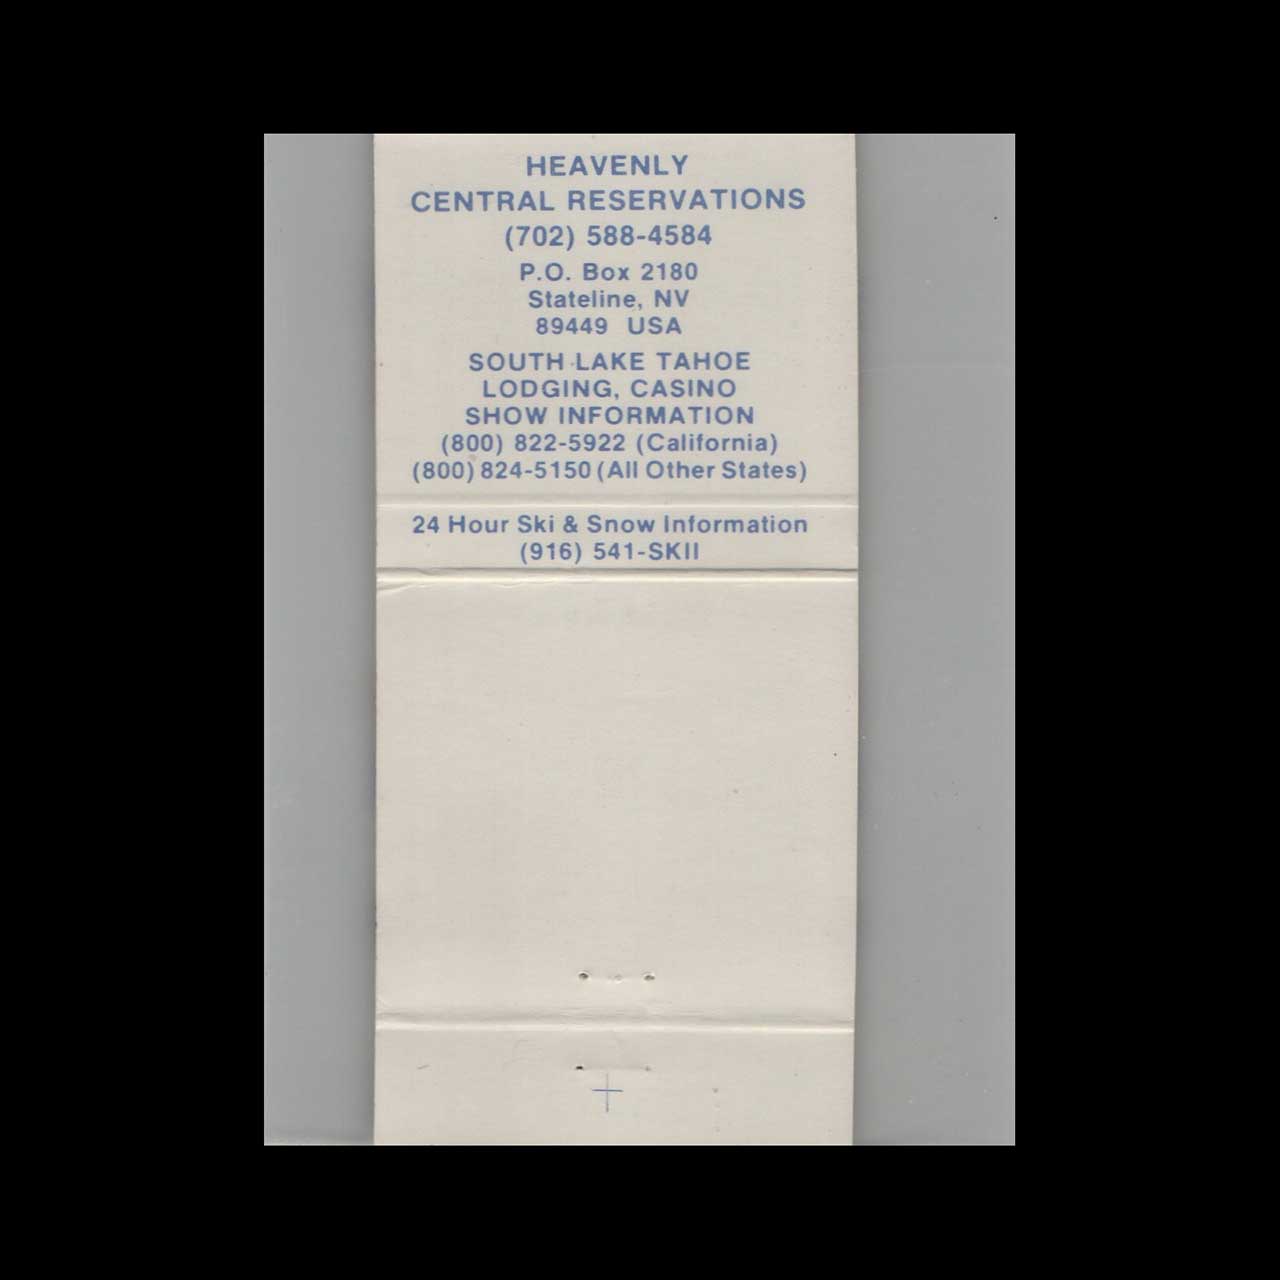 HEAVENLY
CENTRAL RESERVATIONS
(702) 588-4584
P.O. Box 2180
Stateline, NV
89449 USA
SOUTH LAKE TAHOE
LODGING, CASINO
SHOW INFORMATION
(800) 822-5922 (California)
(800) 824-5150 (All Other States)
24 Hour Ski & Snow Information
(916) 541-SKII